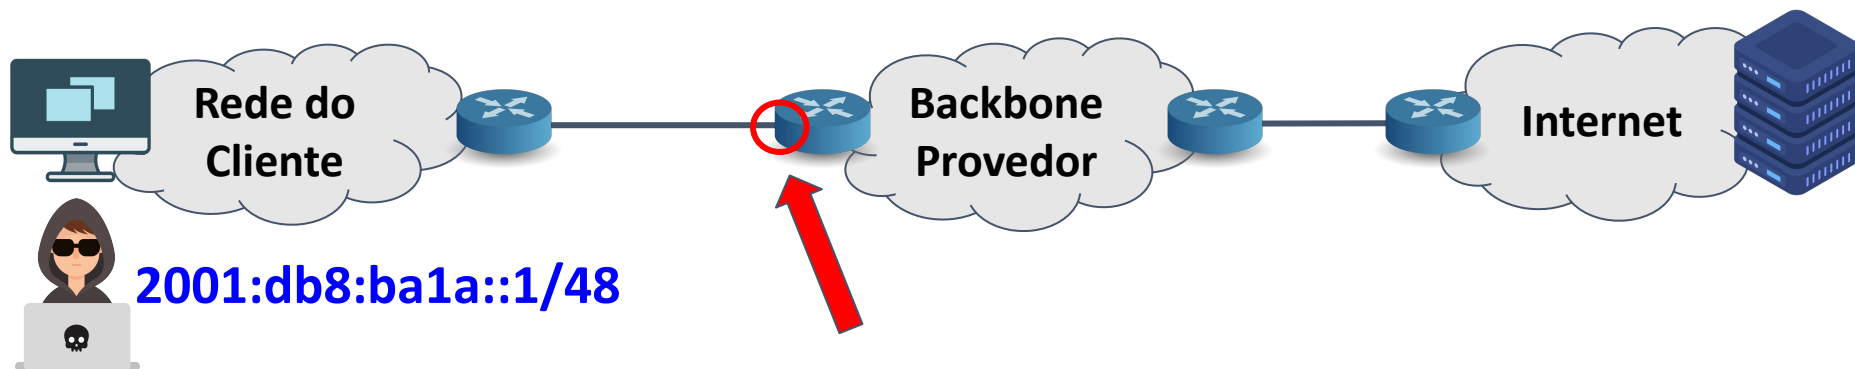 Rede do
Cliente
Backbone
Provedor
Internet
2001:db8:ba1a::1/48